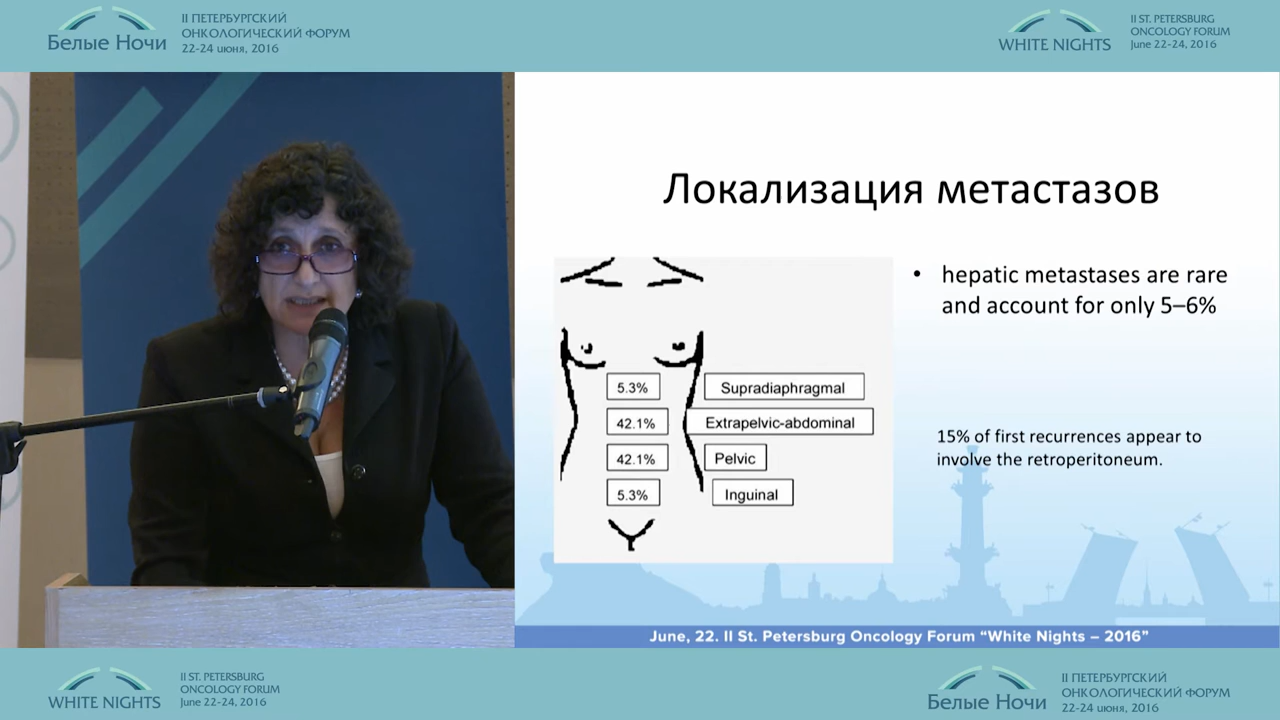 Белые Ночи
II ПЕТЕРБУРГСКИЙ
ОНКОЛОГИЧЕСКИЙ ФОРУМ
22-24 июня, 2016
WHITE NIGHTS
II ST. PETERSBURG
ONCOLOGY FORUM
June 22-24, 2016
Локализация метастазов
• hepatic metastases are rare
and account for only 5–6%
5.3% Supradiaphragmal
42.1% Extrapelvic-abdominal
42.1% Pelvic
5.3% Inguinal
15% of first recurrences appear to
involve the retroperitoneum.
June, 22. II St. Petersburg Oncology Forum “White Nights – 2016”
WHITE NIGHTS
II ST. PETERSBURG
ONCOLOGY FORUM
June 22-24, 2016
Белые Ночи
II ПЕТЕРБУРГСКИЙ
ОНКОЛОГИЧЕСКИЙ ФОРУМ
22-24 июня, 2016